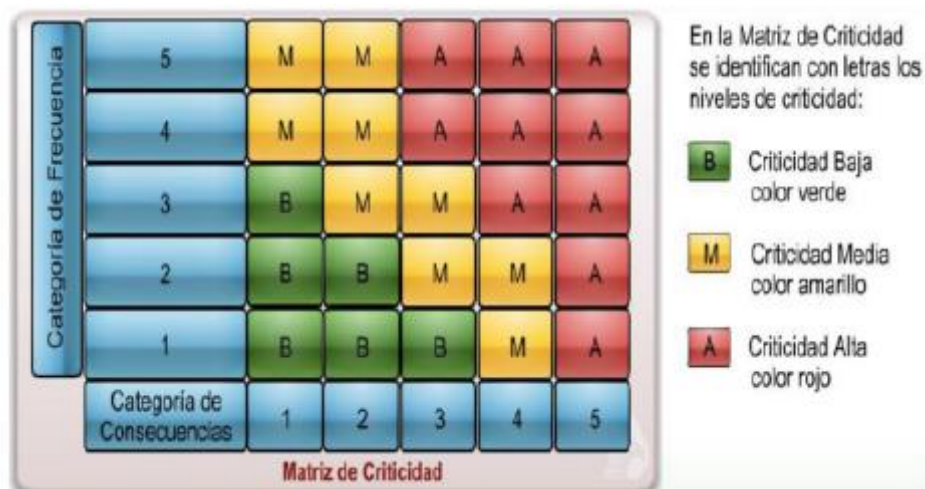 Categoría de Frecuencia
5 M M A A A
4 M M A A A
3 B M M A A
2 B B M M A
1 B B B M A
Categoría de
Consecuencias
1 2 3 4 5
Matriz de Criticidad
En la Matriz de Criticidad
se identifican con letras los
niveles de criticidad:
B Criticidad Baja
color verde
M Criticidad Media
color amarillo
A Criticidad Alta
color rojo